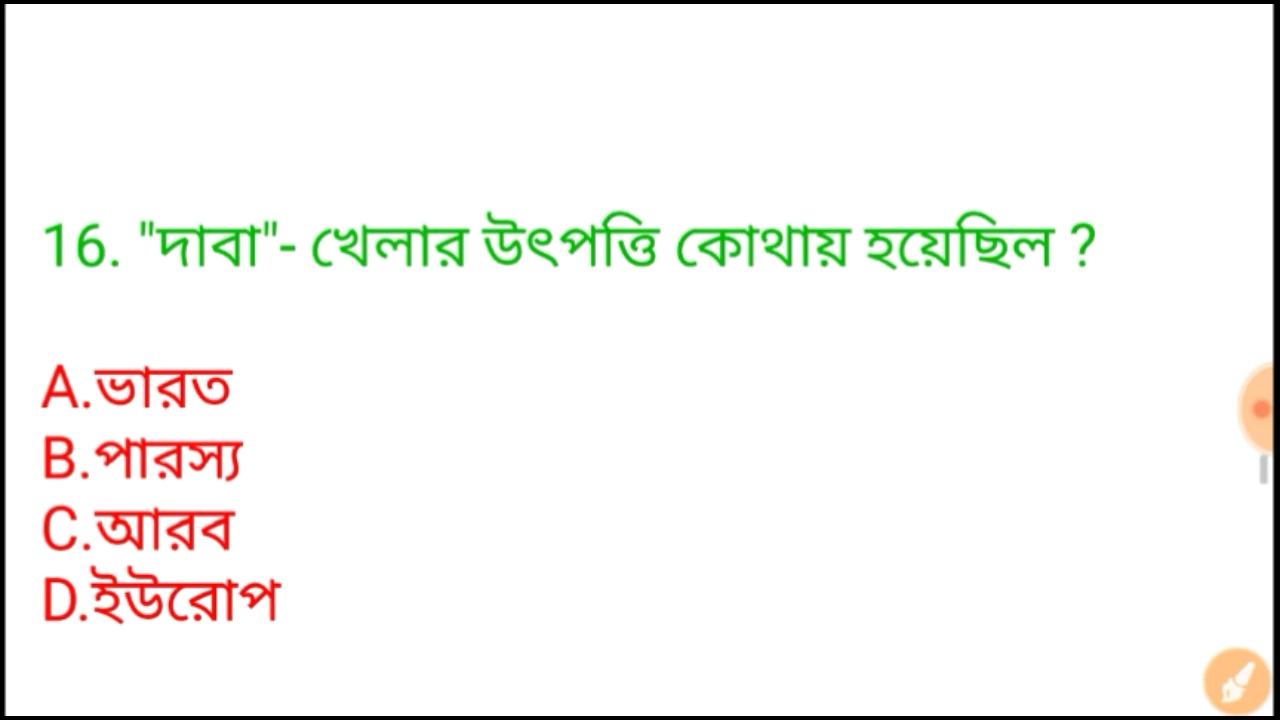 16. "দাবা"- খেলার উৎপত্তি কোথায় হয়েছিল ?
A.ভারত
B.পারস্য
C.আরব
D.ইউরোপ